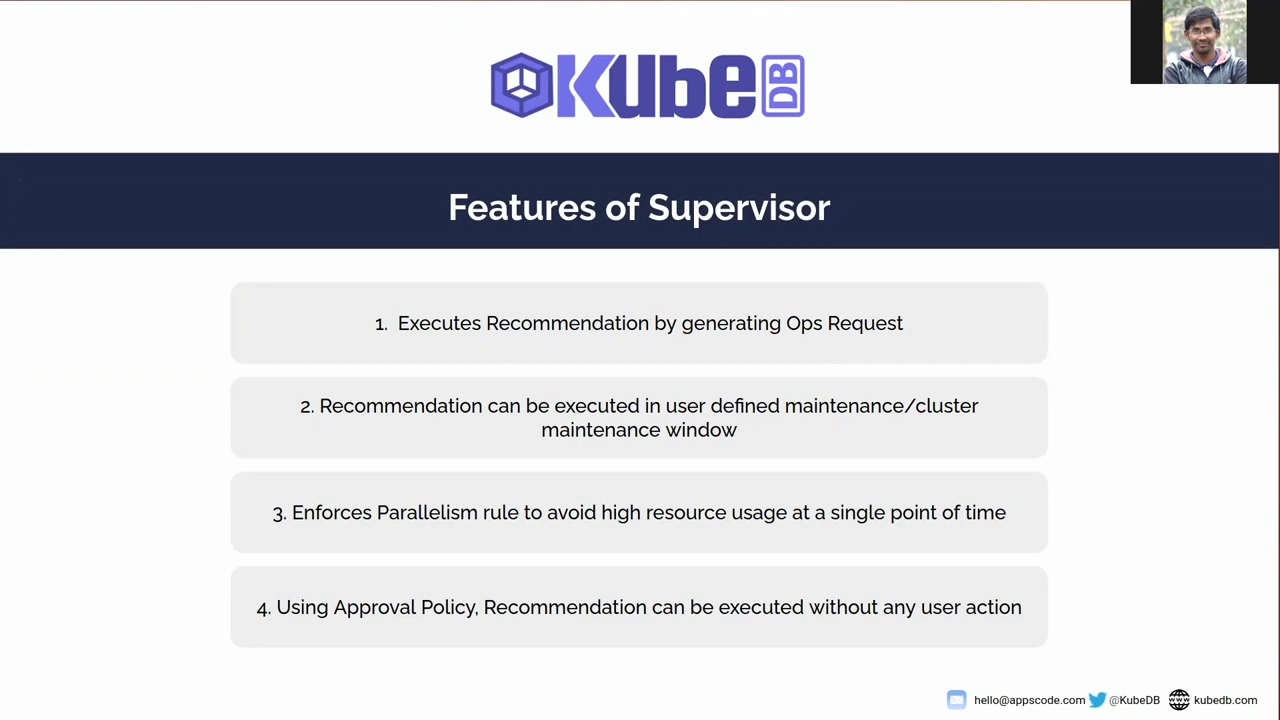 KubeDB
Features of Supervisor
1. Executes Recommendation by generating Ops Request
2. Recommendation can be executed in user defined maintenance/cluster
maintenance window
3. Enforces Parallelism rule to avoid high resource usage at a single point of time
4. Using Approval Policy, Recommendation can be executed without any user action
hello@appscode.com @KubeDB kubedb.com